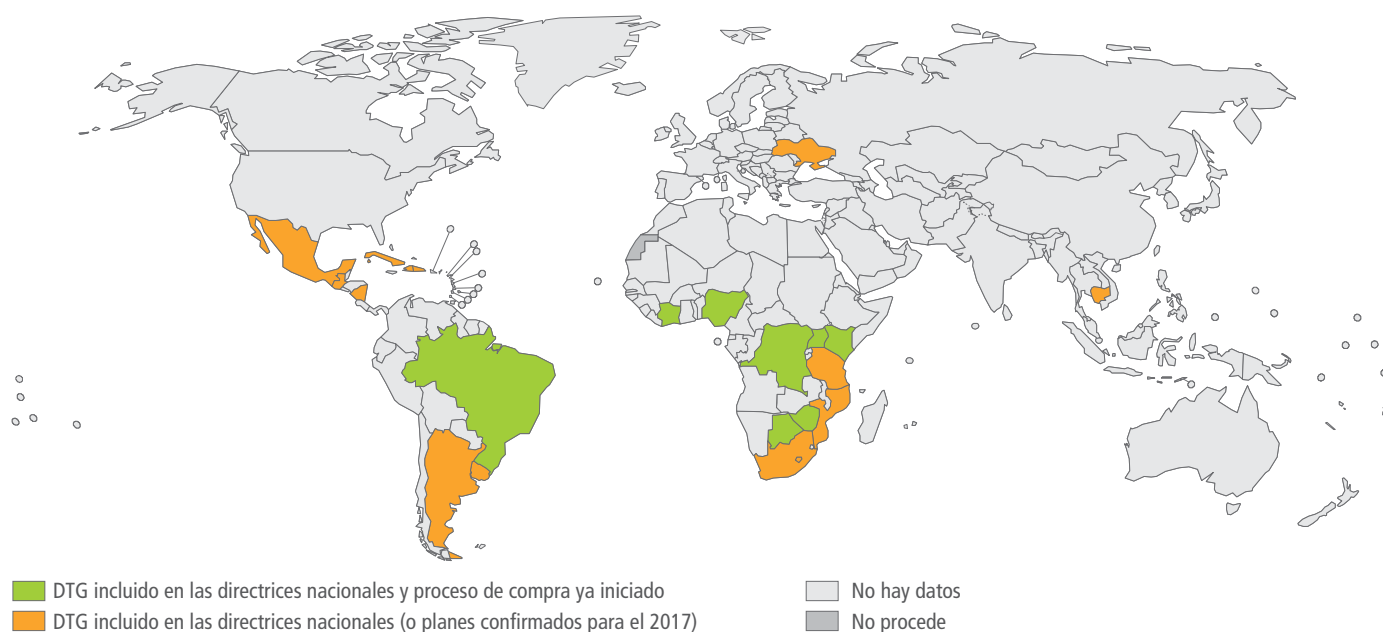 DTG incluido en las directrices nacionales y proceso de compra ya iniciado
DTG incluido en las directrices nacionales (o planes confirmados para el 2017)
No hay datos
No procede